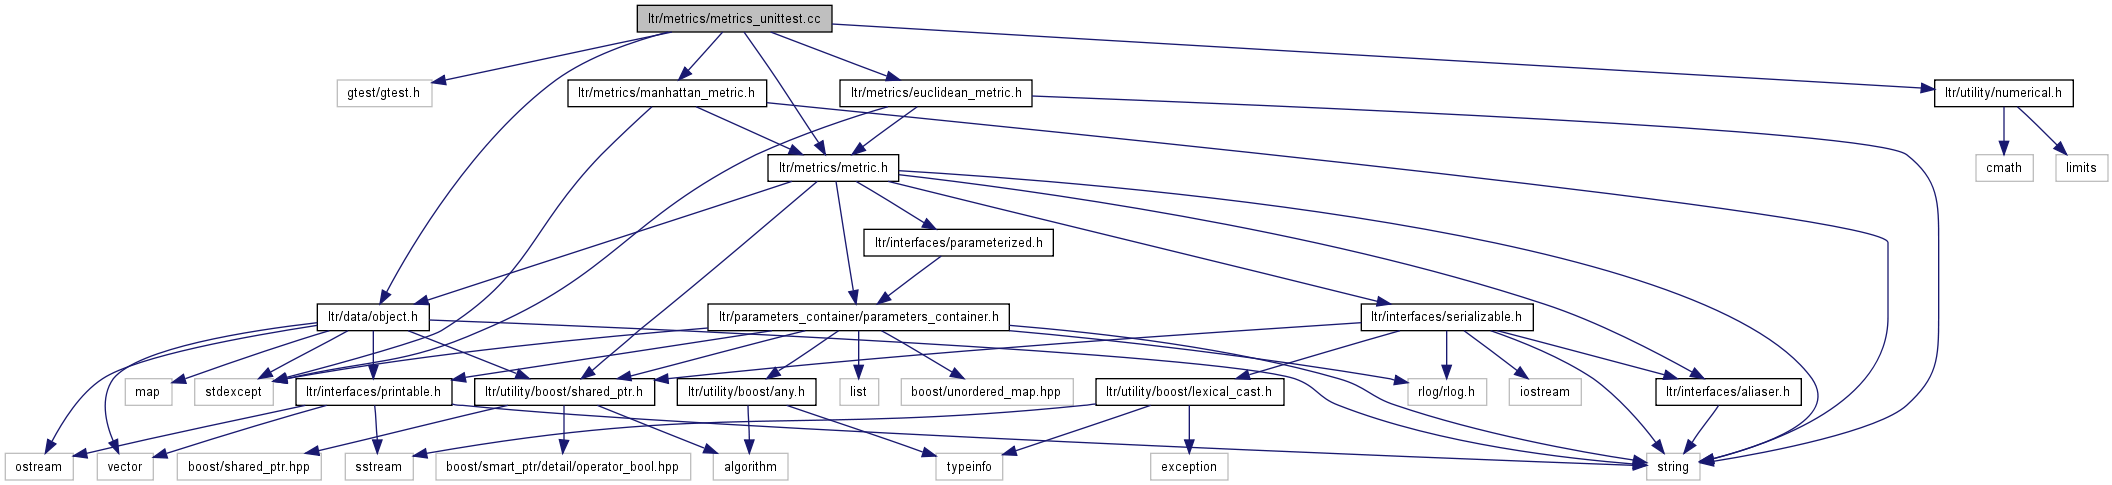 ltr/metrics/metrics_unittest.cc
gtest/gtest.h
ltr/metrics/manhattan_metric.h
ltr/metrics/euclidean_metric.h
ltr/utility/numerical.h
ltr/metrics/metric.h
cmath
limits
ltr/interfaces/parameterized.h
ltr/data/object.h
ltr/parameters_container/parameters_container.h
ltr/interfaces/serializable.h
map
stdexcept
ltr/interfaces/printable.h
ltr/utility/boost/shared_ptr.h
ltr/utility/boost/any.h
list
boost/unordered_map.hpp
ltr/utility/boost/lexical_cast.h
rlog/rlog.h
iostream
ltr/interfaces/aliaser.h
ostream
vector
boost/shared_ptr.hpp
sstream
boost/smart_ptr/detail/operator_bool.hpp
algorithm
typeinfo
exception
string